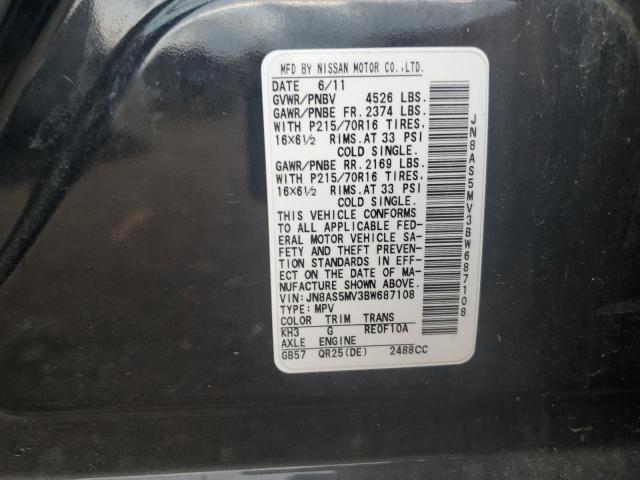 MFD BY NISSAN MOTOR CO.,LTD.
DATE 6/11
GVWR/PNBV 4526 LBS.
GAWR/PNBE FR. 2374 LBS.
WITH P215/70R16 TIRES,
16X6½ RIMS.AT 33 PSI
COLD SINGLE.
GAWR/PNBE RR. 2169 LBS.
WITH P215/70R16 TIRES,
16X6½ RIMS.AT 33 PSI
COLD SINGLE.
THIS VEHICLE CONFORMS
TO ALL APPLICABLE FED-
ERAL MOTOR VEHICLE SA-
FETY AND THEFT PREVEN-
TION STANDARDS IN EFF-
ECT ON THE DATE OF MA-
NUFACTURE SHOWN ABOVE.
VIN: JN8AS5MV3BW687108
TYPE: MPV
COLOR TRIM TRANS
KH3 G RE0F10A
AXLE ENGINE
GB57 QR25(DE) 2488CC
JN8AS5MV3BW687108